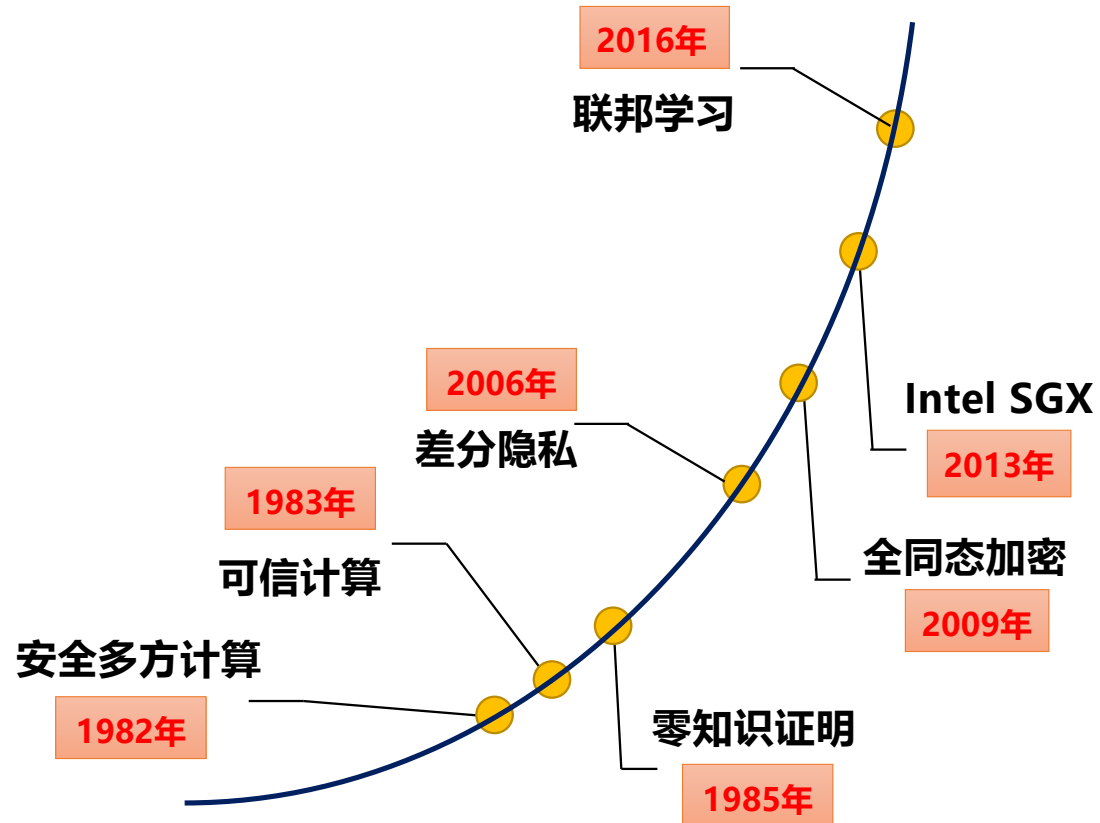 2016年
联邦学习
2006年
差分隐私
Intel SGX
2013年
1983年
可信计算
全同态加密
2009年
安全多方计算
1982年
零知识证明
1985年